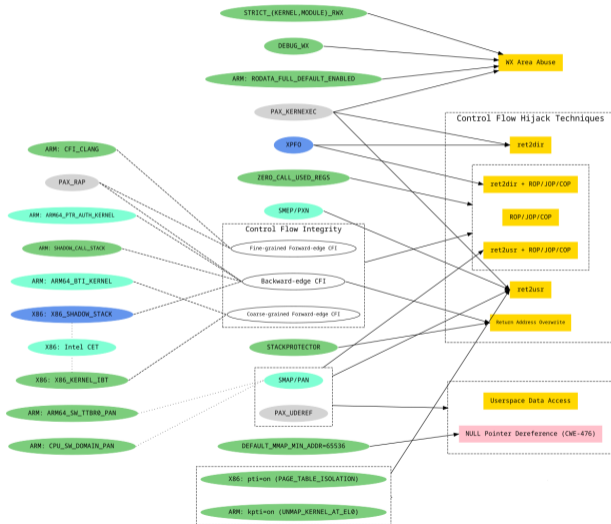 STRICT_(KERNEL,MODULE)_RWX
DEBUG_WX
WX Area Abuse
ARM: RODATA_FULL_DEFAULT_ENABLED
PAX_KERNEXEC
Control Flow Hijack Techniques
XPFO
ret2dir
ARM: CFI_CLANG
ZERO_CALL_USED_REGS
ret2dir + ROP/JOP/COP
PAX_RAP
SMEP/PXN
ROP/JOP/COP
ARM: ARM64_PTR_AUTH_KERNEL
Control Flow Integrity
ARM: SHADOW_CALL_STACK
Fine-grained Forward-edge CFI
ret2usr + ROP/JOP/COP
ARM: ARM64_BTI_KERNEL
Backward-edge CFI
ret2usr
X86: X86_SHADOW_STACK
Coarse-grained Forward-edge CFI
Return Address Overwrite
X86: Intel CET
STACKPROTECTOR
X86: X86_KERNEL_IBT
SMAP/PAN
ARM: ARM64_SW_TTBR0_PAN
PAX_UDEREF
Userspace Data Access
ARM: CPU_SW_DOMAIN_PAN
DEFAULT_MMAP_MIN_ADDR=65536
NULL Pointer Dereference (CWE-476)
X86: pti=on (PAGE_TABLE_ISOLATION)
ARM: kpti=on (UNMAP_KERNEL_AT_EL0)